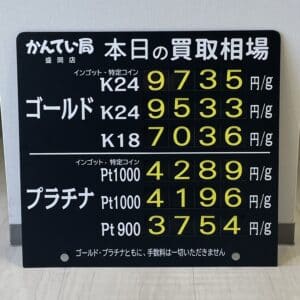 かんてい局 盛岡店 本日の買取相場
インゴット・特定コイン
K24 9735 円/g
ゴールド K24 9533 円/g
K18 7036 円/g
インゴット・特定コイン
Pt1000 4289 円/g
プラチナ Pt1000 4196 円/g
Pt900 3754 円/g
ゴールド・プラチナともに、手数料は一切いただきません